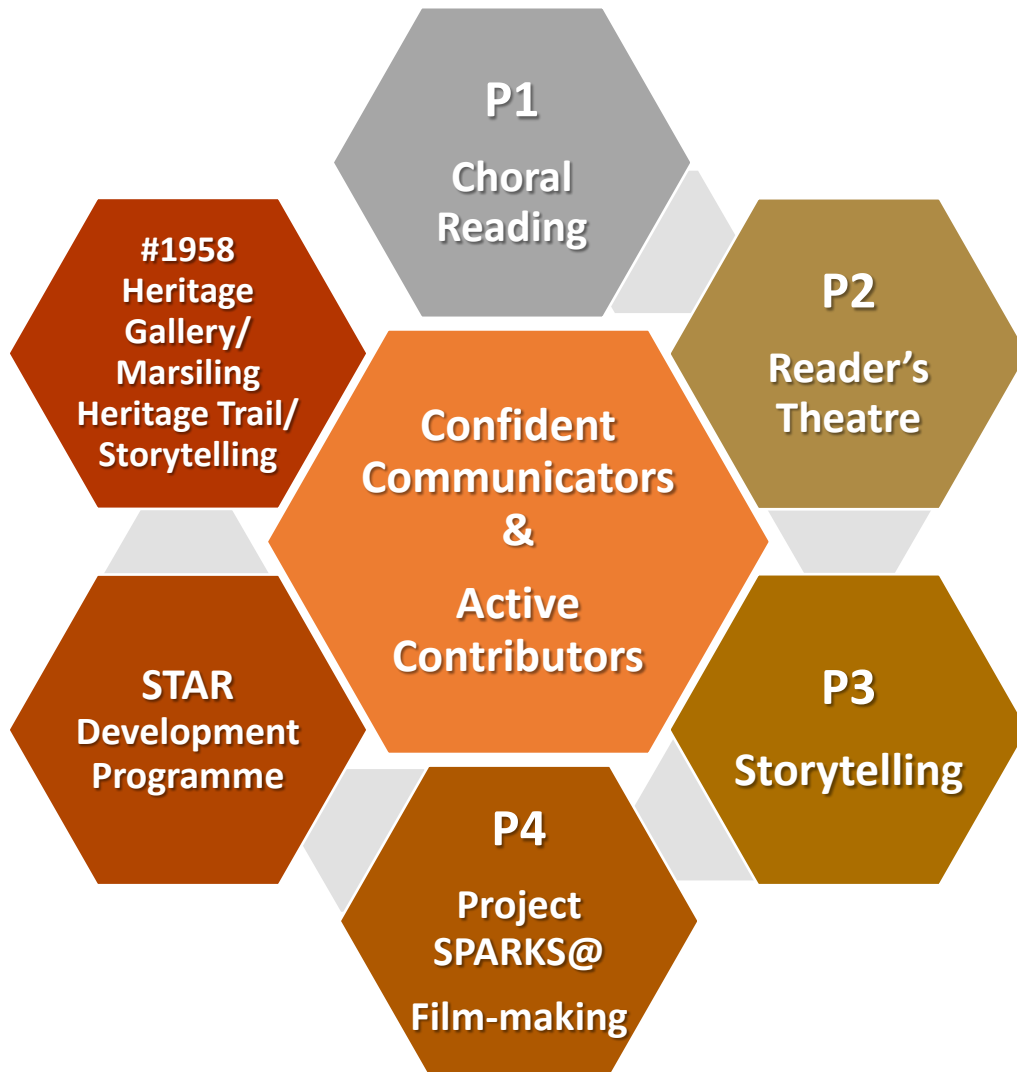 P1
Choral
Reading
P2
Reader's
Theatre
P3
Storytelling
P4
Project
SPARKS@
Film-making
STAR
Development
Programme
#1958
Heritage
Gallery/
Marsiling
Heritage Trail/
Storytelling
Confident
Communicators
&
Active
Contributors